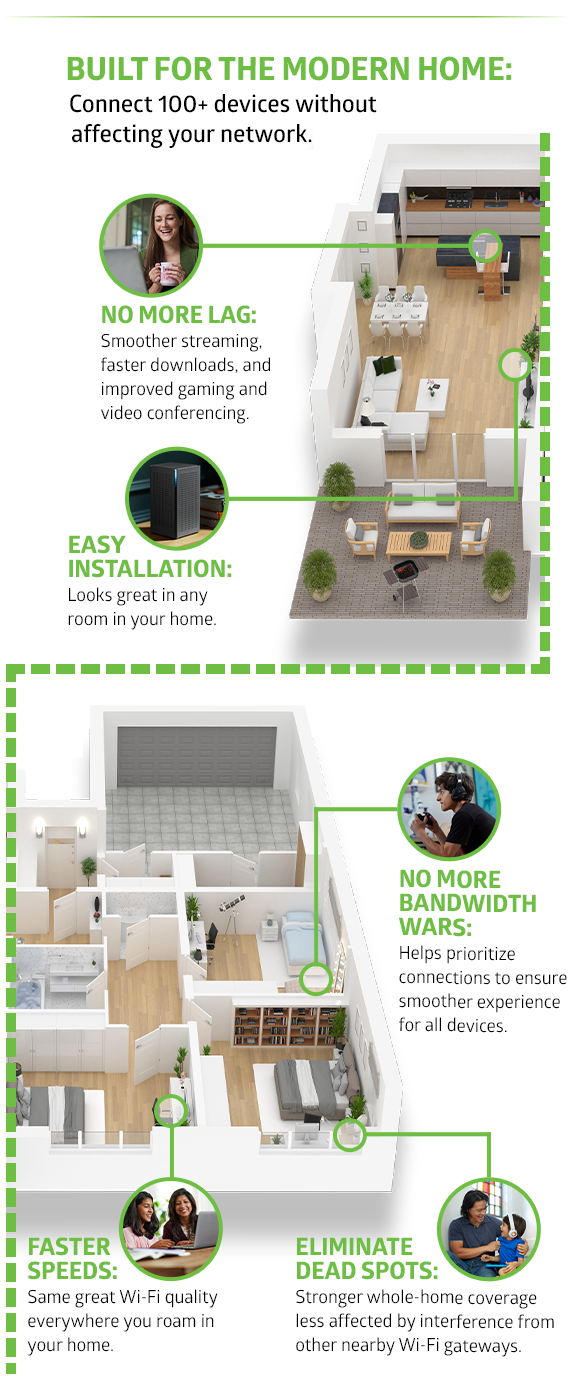 BUILT FOR THE MODERN HOME:
Connect 100+ devices without
affecting your network.
NO MORE LAG:
Smoother streaming,
faster downloads, and
improved gaming and
video conferencing.
EASY
INSTALLATION:
Looks great in any
room in your home.
NO MORE
BANDWIDTH
WARS:
Helps prioritize
connections to ensure
smoother experience
for all devices.
FASTER
SPEEDS:
Same great Wi-Fi quality
everywhere you roam in
your home.
ELIMINATE
DEAD SPOTS:
Stronger whole-home coverage
less affected by interference from
other nearby Wi-Fi gateways.